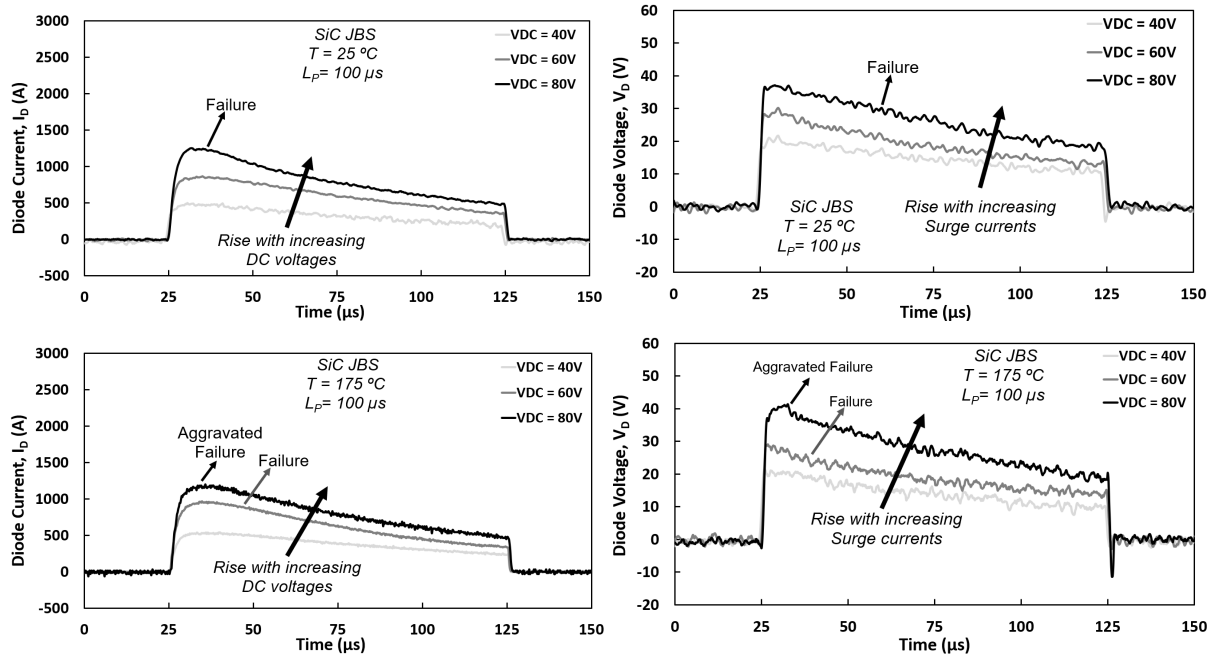 3000
2500
2000
1500
1000
500
0
-500
Diode Current, I_D (A)
SiC JBS
T = 25 ºC
L_P= 100 µs
VDC = 40V
VDC = 60V
VDC = 80V
Failure
Rise with increasing
DC voltages
0 25 50 75 100 125 150
Time (µs)
60
50
40
30
20
10
0
-10
-20
Diode Voltage, V_D (V)
VDC = 40V
VDC = 60V
VDC = 80V
Failure
SiC JBS
T = 25 ºC
L_P= 100 µs
Rise with increasing
Surge currents
0 25 50 75 100 125 150
Time (µs)
3000
2500
2000
1500
1000
500
0
-500
Diode Current, I_D (A)
SiC JBS
T = 175 ºC
L_P= 100 µs
VDC = 40V
VDC = 60V
VDC = 80V
Aggravated
Failure
Failure
Rise with increasing
DC voltages
0 25 50 75 100 125 150
Time (µs)
60
50
40
30
20
10
0
-10
-20
Diode Voltage, V_D (V)
SiC JBS
T = 175 ºC
L_P= 100 µs
VDC = 40V
VDC = 60V
VDC = 80V
Aggravated Failure
Failure
Rise with increasing
Surge currents
0 25 50 75 100 125 150
Time (µs)